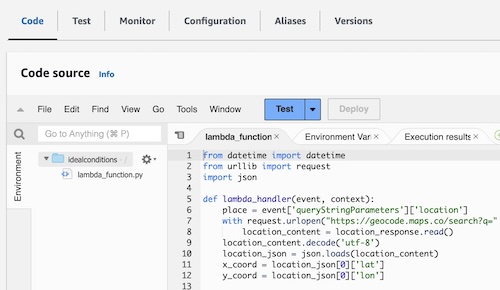 Code Test Monitor Configuration Aliases Versions
Code source Info
File Edit Find View Go Tools Window Test Deploy
Go to Anything (⌘ P) lambda_function Environment Vari Execution results
Environment
idealconditions - /
lambda_function.py
1 from datetime import datetime
2 from urllib import request
3 import json
4
5 def lambda_handler(event, context):
6 place = event['queryStringParameters']['location']
7 with request.urlopen("https://geocode.maps.co/search?q="
8 location_content = location_response.read()
9 location_content.decode('utf-8')
10 location_json = json.loads(location_content)
11 x_coord = location_json[0]['lat']
12 y_coord = location_json[0]['lon']
13